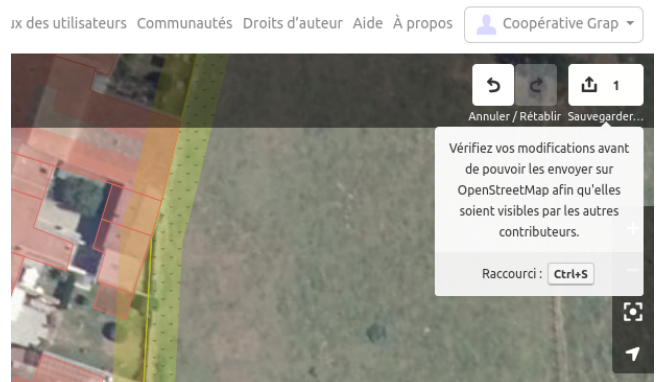 ux des utilisateurs Communautés Droits d'auteur Aide À propos Coopérative Grap
1
Annuler / Rétablir Sauvegarder...
Vérifiez vos modifications avant
de pouvoir les envoyer sur
OpenStreetMap afin qu'elles
soient visibles par les autres
contributeurs.
Raccourci : Ctrl+S